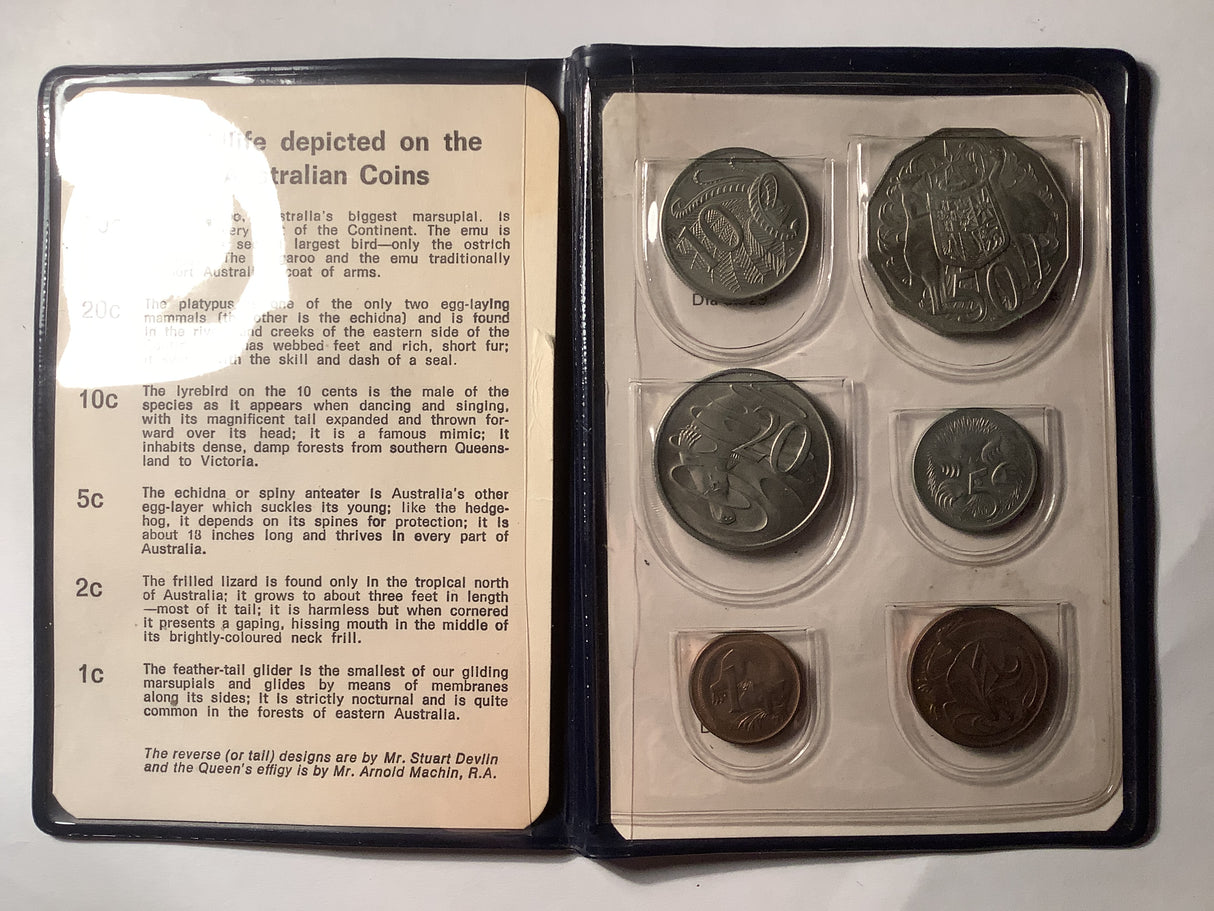 depicted on the
Coins
biggest marsupial. is
of the Continent. The emu is
largest bird—only the ostrich
The and the emu traditionally
coat of arms.
20c
The platypus one of the only two egg-laying
mammals other is the echidna) and is found
in the and creeks of the eastern side of the
has webbed feet and rich, short fur;
the skill and dash of a seal.
10c
The lyrebird on the 10 cents is the male of the
species as it appears when dancing and singing,
with its magnificent tail expanded and thrown for-
ward over its head; it is a famous mimic; it
inhabits dense, damp forests from southern Queens-
land to Victoria.
5c
The echidna or spiny anteater is Australia's other
egg-layer which suckles its young; like the hedge-
hog, it depends on its spines for protection; it is
about 18 inches long and thrives in every part of
Australia.
2c
The frilled lizard is found only in the tropical north
of Australia; it grows to about three feet in length
—most of it tail; it is harmless but when cornered
it presents a gaping, hissing mouth in the middle of
its brightly-coloured neck frill.
1c
The feather-tail glider is the smallest of our gliding
marsupials and glides by means of membranes
along its sides; it is strictly nocturnal and is quite
common in the forests of eastern Australia.
The reverse (or tail) designs are by Mr. Stuart Devlin
and the Queen's effigy is by Mr. Arnold Machin, R.A.
10
50
20
5
1
2